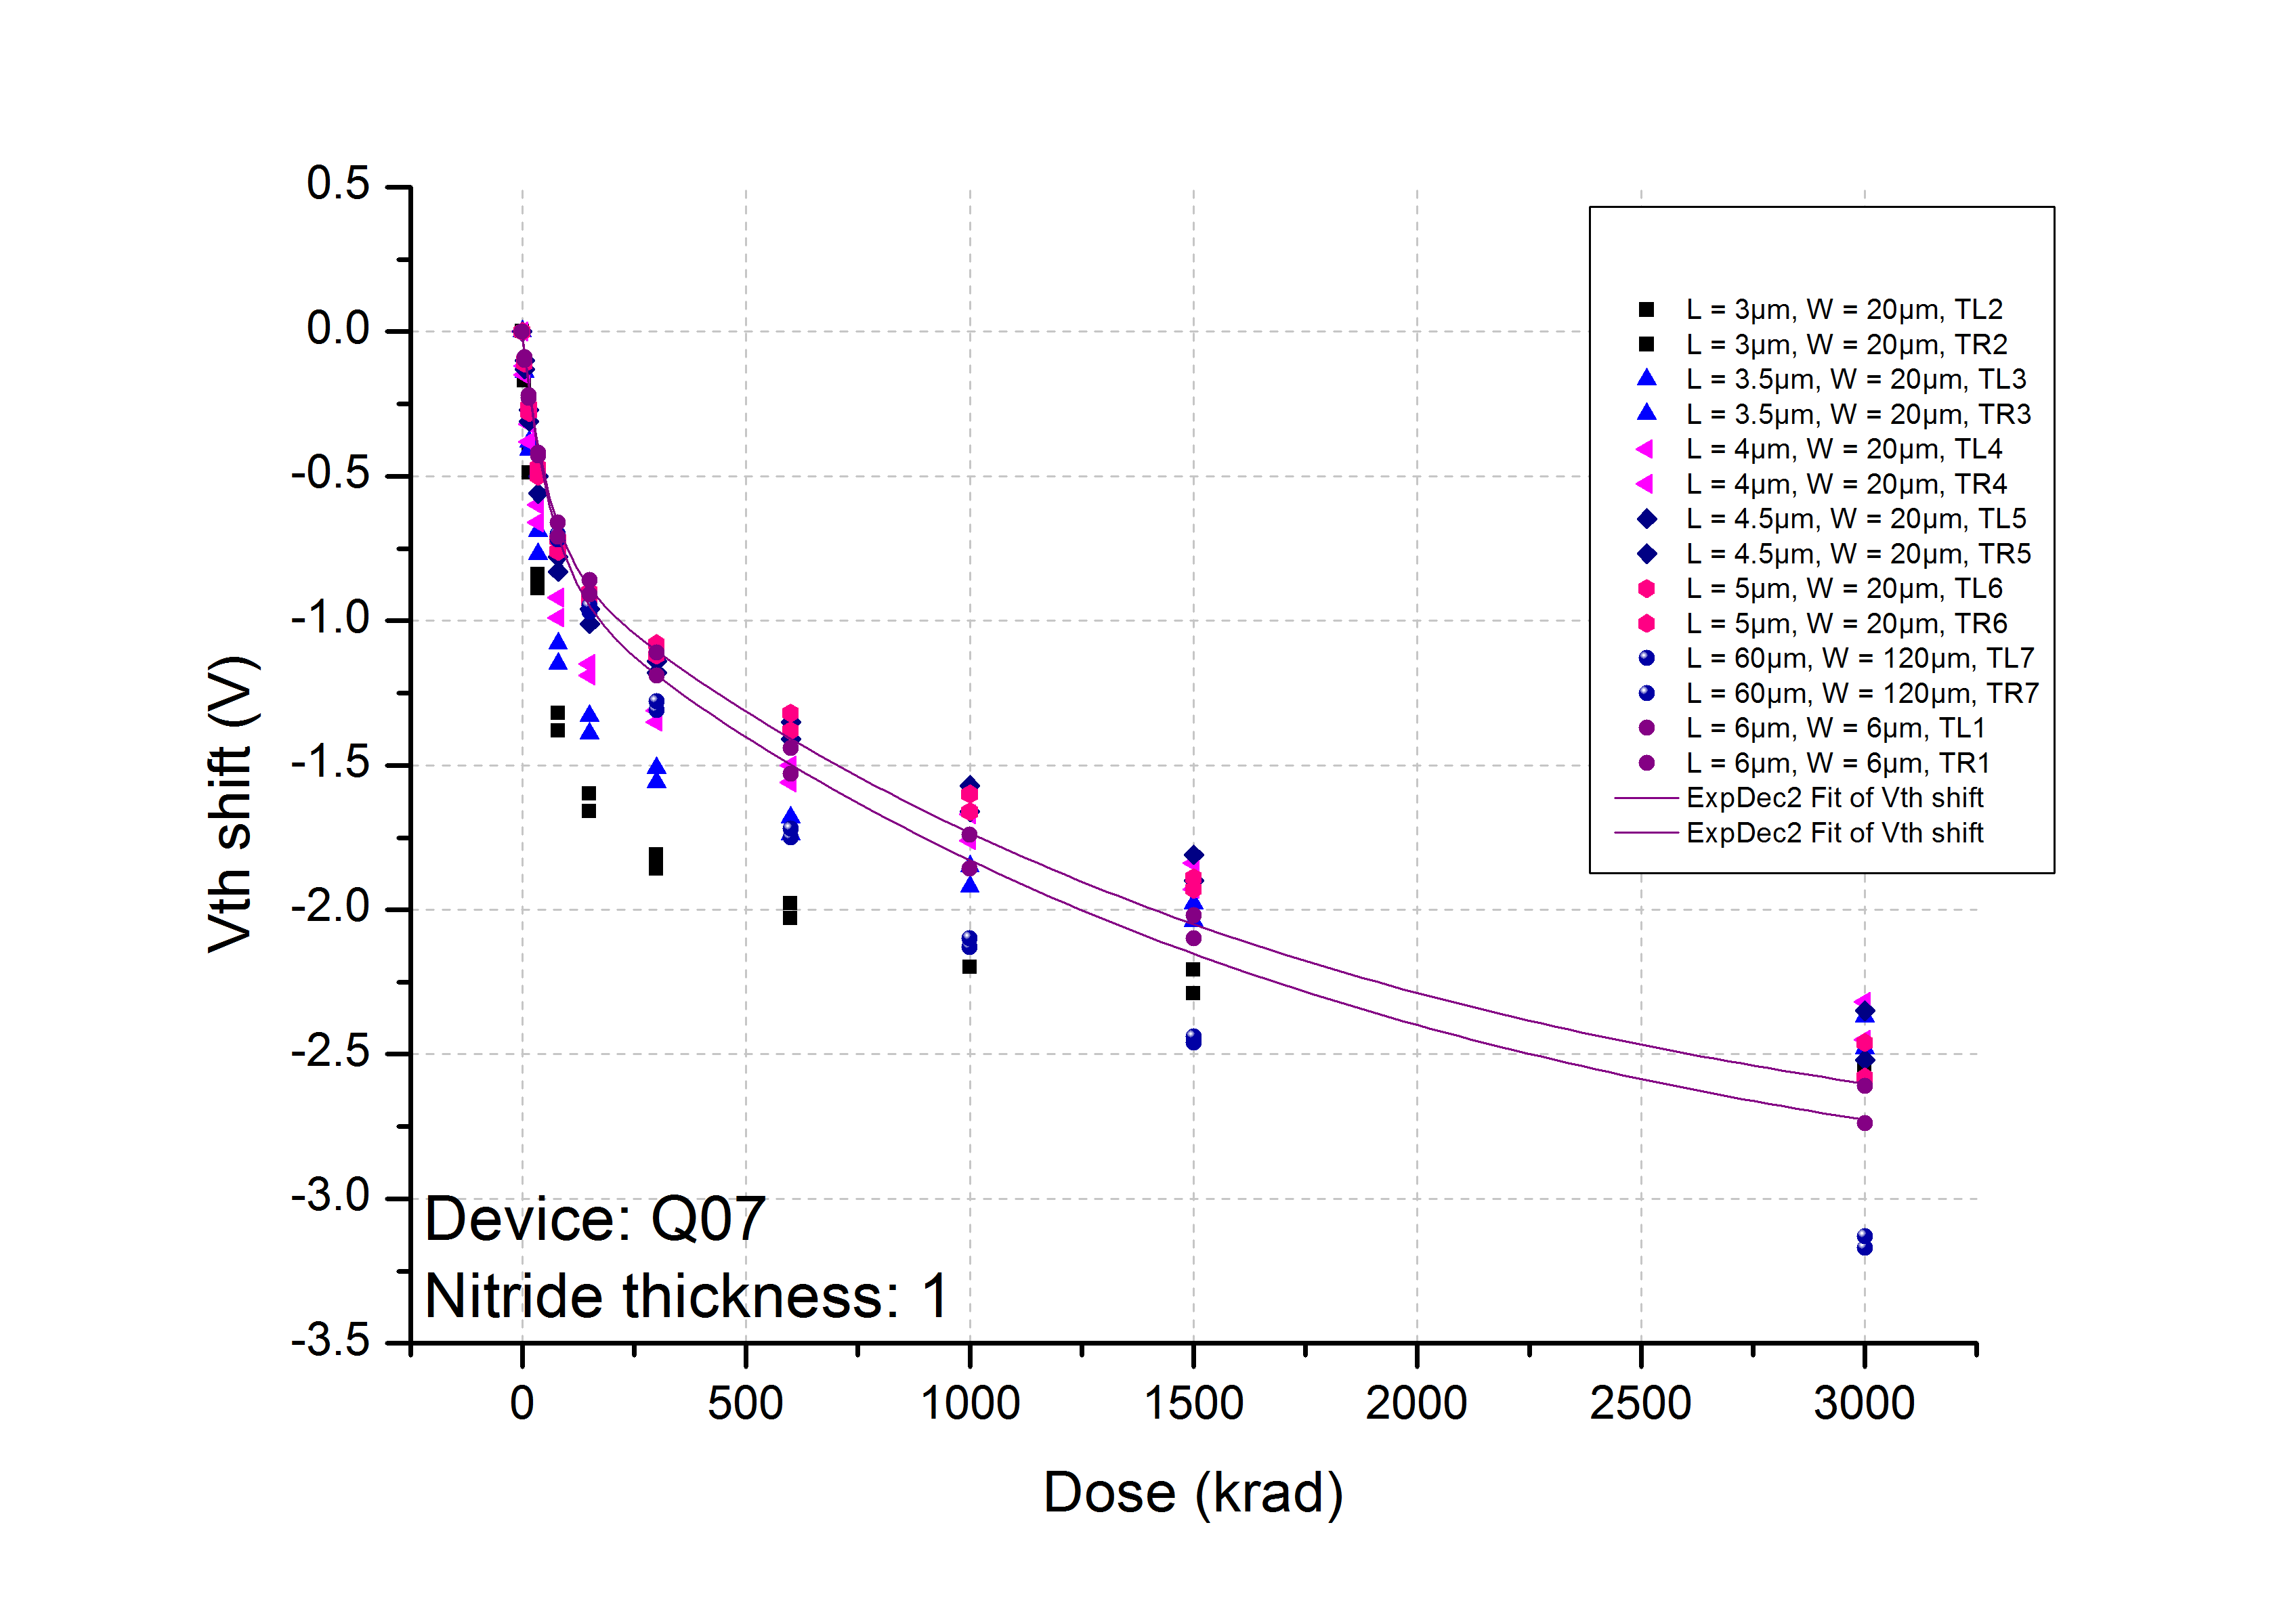 0.5
0.0
-0.5
-1.0
-1.5
-2.0
-2.5
-3.0
-3.5
Vth shift (V)
L = 3µm, W = 20µm, TL2
L = 3µm, W = 20µm, TR2
L = 3.5µm, W = 20µm, TL3
L = 3.5µm, W = 20µm, TR3
L = 4µm, W = 20µm, TL4
L = 4µm, W = 20µm, TR4
L = 4.5µm, W = 20µm, TL5
L = 4.5µm, W = 20µm, TR5
L = 5µm, W = 20µm, TL6
L = 5µm, W = 20µm, TR6
L = 60µm, W = 120µm, TL7
L = 60µm, W = 120µm, TR7
L = 6µm, W = 6µm, TL1
L = 6µm, W = 6µm, TR1
ExpDec2 Fit of Vth shift
ExpDec2 Fit of Vth shift
Device: Q07
Nitride thickness: 1
0 500 1000 1500 2000 2500 3000
Dose (krad)